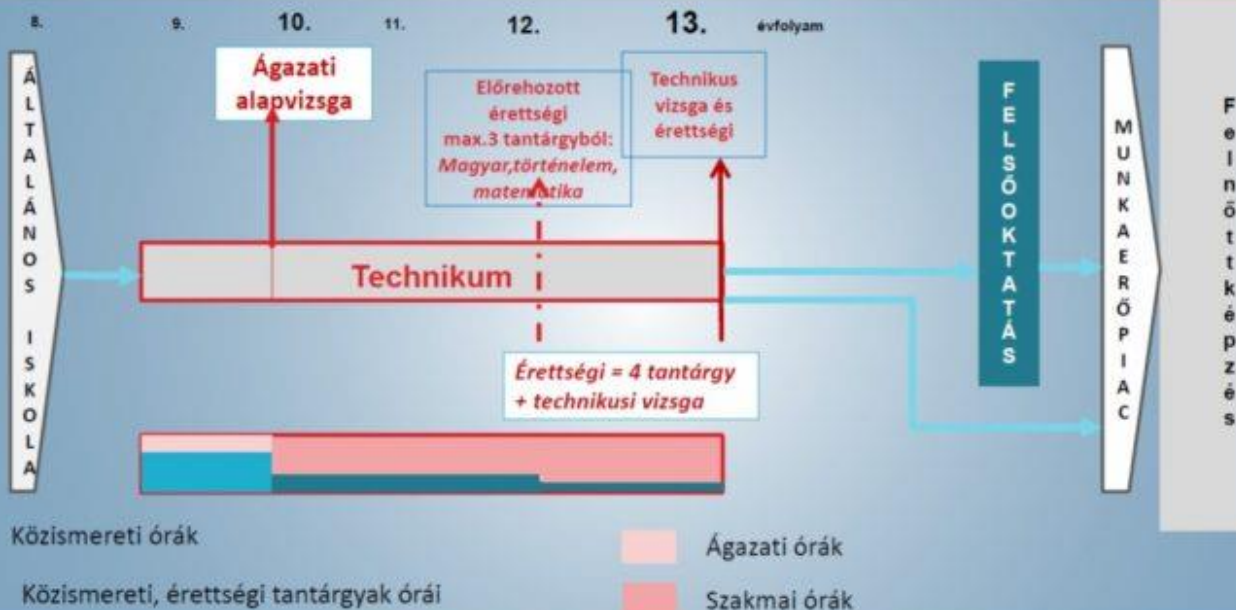 8. 9. 10. 11. 12. 13. évfolyam
ÁLTALÁNOS ISKOLA
Ágazati
alapvizsga
Előrehozott
érettségi
max.3 tantárgyból:
Magyar,történelem,
matematika
Technikus
vizsga és
érettségi
Technikum
Érettségi = 4 tantárgy
+ technikusi vizsga
FELSŐOKTATÁS
MUNKAERŐPIAC
Felnőttképzés
Közismereti órák
Ágazati órák
Közismereti, érettségi tantárgyak órái
Szakmai órák